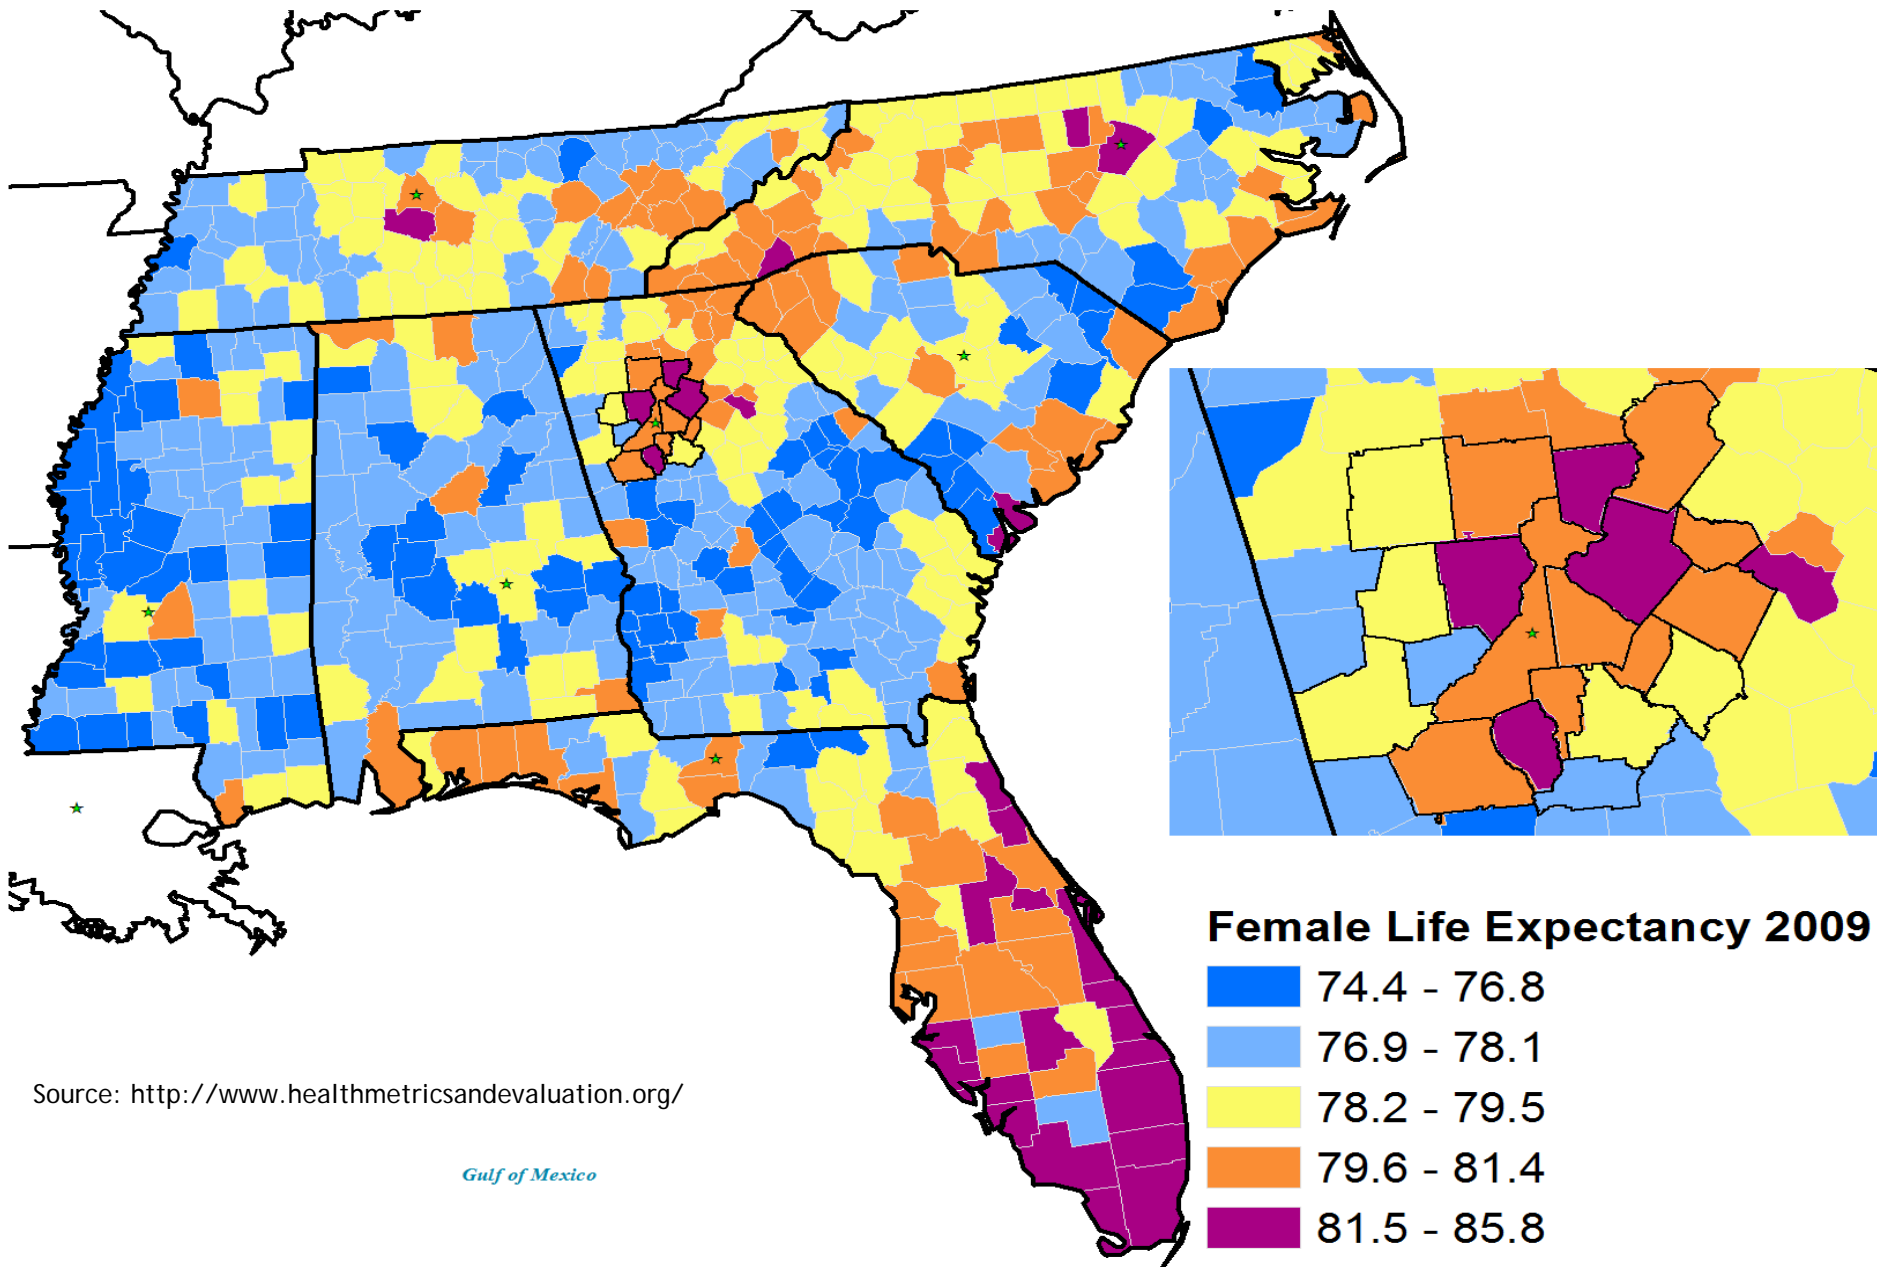 Female Life Expectancy 2009
74.4 - 76.8
76.9 - 78.1
78.2 - 79.5
79.6 - 81.4
81.5 - 85.8
Source: http://www.healthmetricsandevaluation.org/
Gulf of Mexico